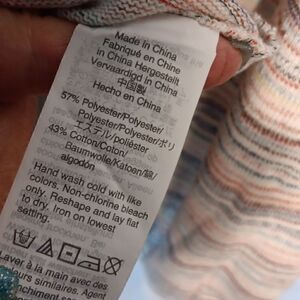 Made in China
Fabriqué en Chine
in China Hergestellt
Vervaardigd in China
中国製
Hecho en China
57% Polyester/Polyester/
Polyester/Polyester/ポリ
エステル/poliéster
43% Cotton/Coton/
Baumwolle/Katoen/綿/
algodón
Hand wash cold with like
colors. Non-chlorine bleach
only. Reshape and lay flat
to dry. Iron on lowest
setting.
Laver à la main avec des
couleurs similaires. Agent